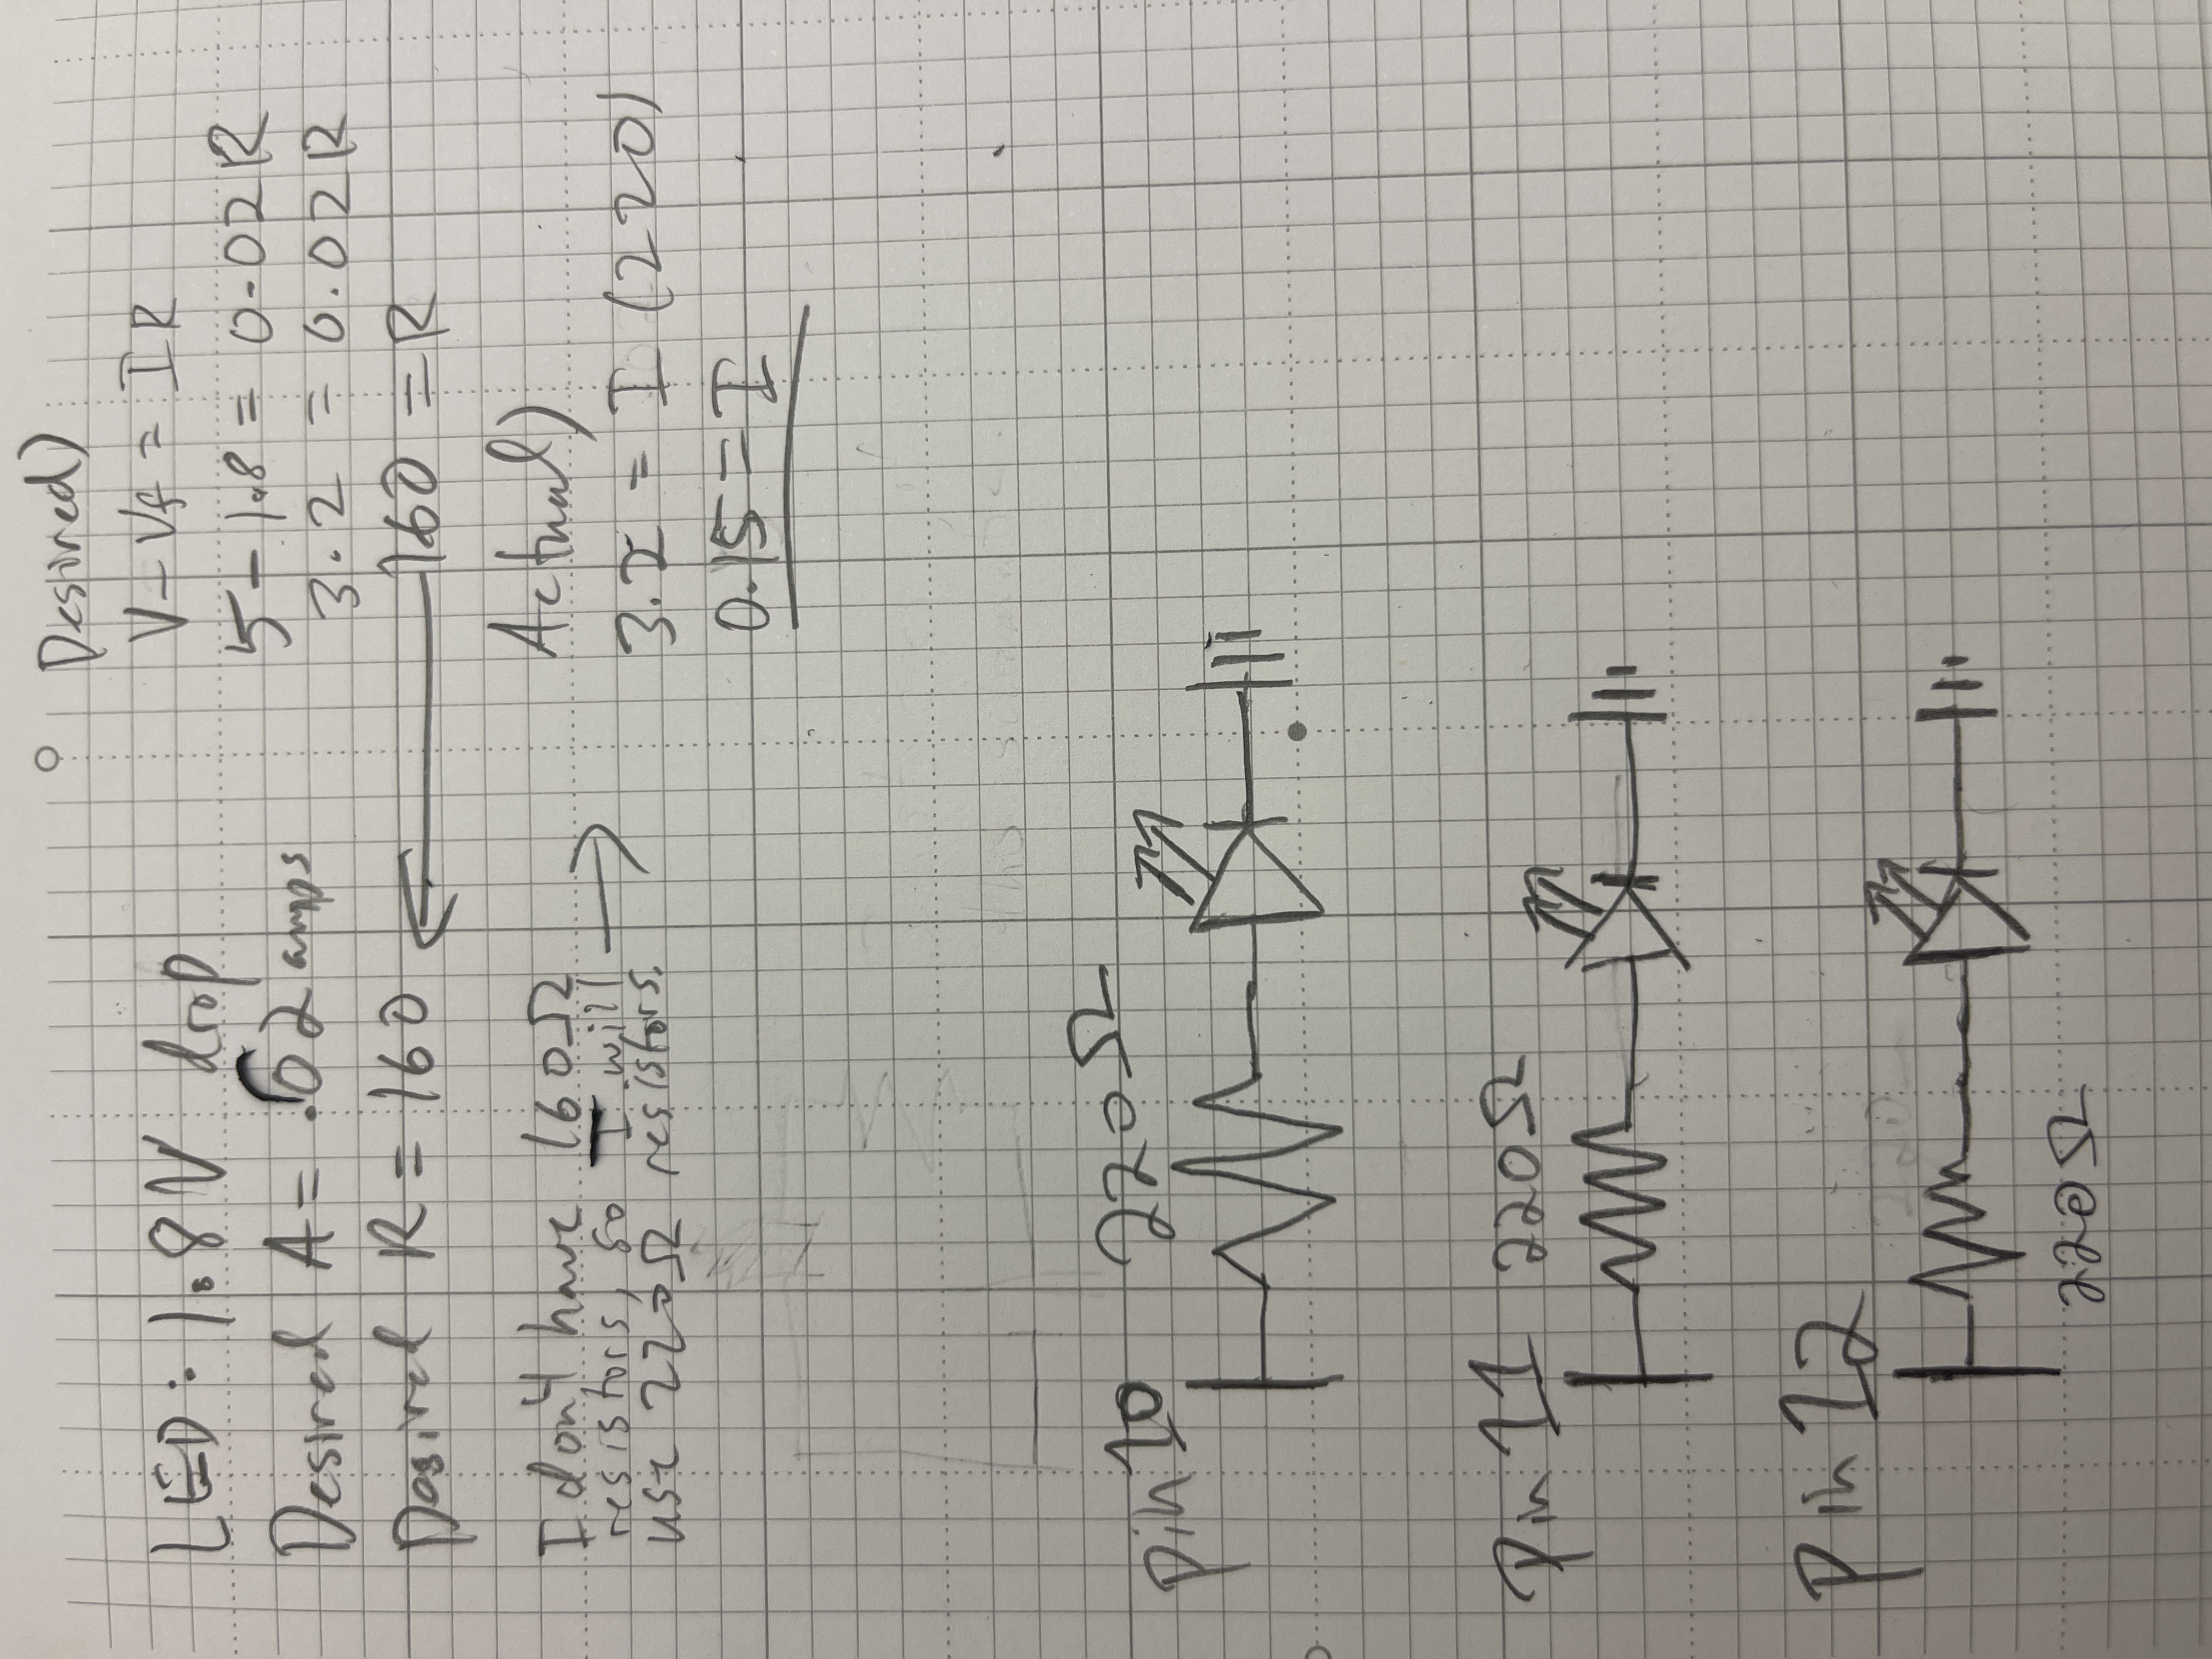 LED: 1.8V drop
Desired A = .02 amps
Desired R = 160
Desired)
V - Vf = IR
5 - 1.8 = 0.02R
3.2 = 0.02R
160 = R
I don't have 160Ω
resistors, so I will
use 220Ω resistors.
Actual)
3.2 = I (220)
0.15 = I
pin 10 220Ω
Pin 11 220Ω
Pin 12
220Ω